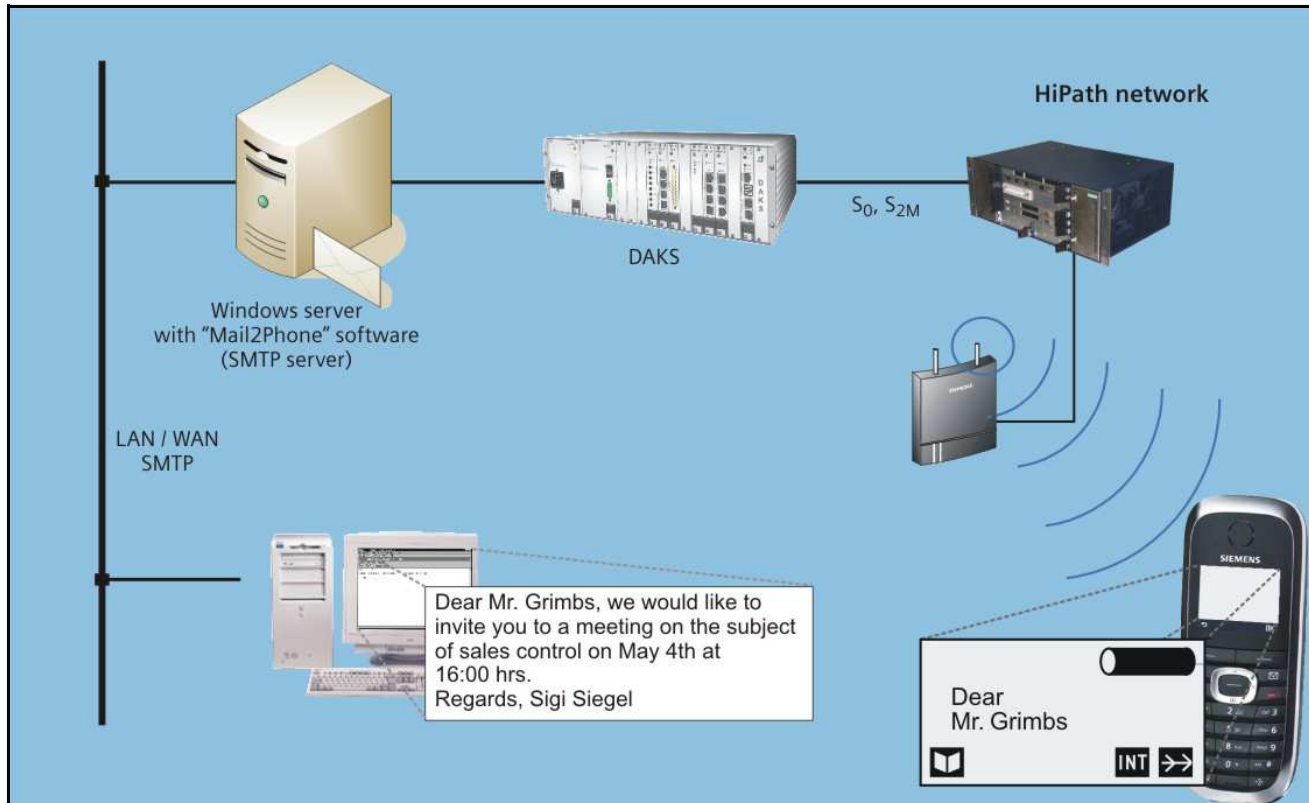 HiPath network
S0, S2M
DAKS
DAKS
Windows server
with “Mail2Phone” software
(SMTP server)
SIEMENS
LAN / WAN
SMTP
SIEMENS
Dear Mr. Grimbs, we would like to
invite you to a meeting on the subject
of sales control on May 4th at
16:00 hrs.
Regards, Sigi Siegel
Dear
Mr. Grimbs
INT